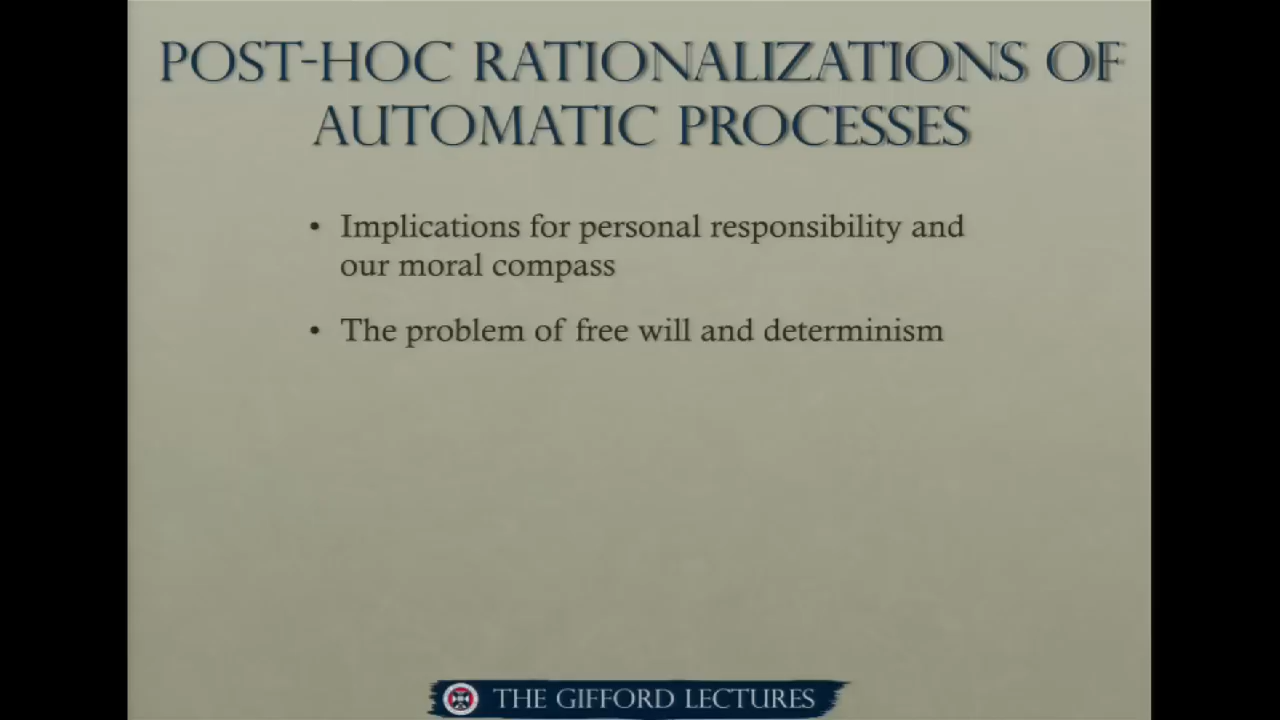 POST-HOC RATIONALIZATIONS OF
AUTOMATIC PROCESSES
• Implications for personal responsibility and
our moral compass
• The problem of free will and determinism
THE GIFFORD LECTURES